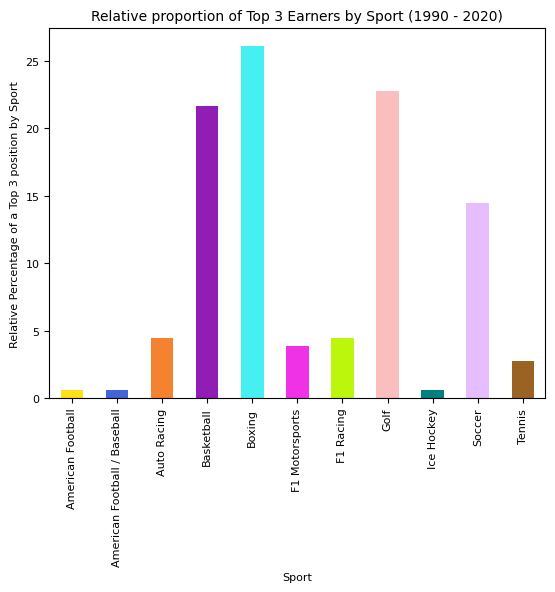 Relative proportion of Top 3 Earners by Sport (1990 - 2020)
Relative Percentage of a Top 3 position by Sport
25
20
15
10
5
0
American Football
American Football / Baseball
Auto Racing
Basketball
Boxing
F1 Motorsports
F1 Racing
Golf
Ice Hockey
Soccer
Tennis
Sport